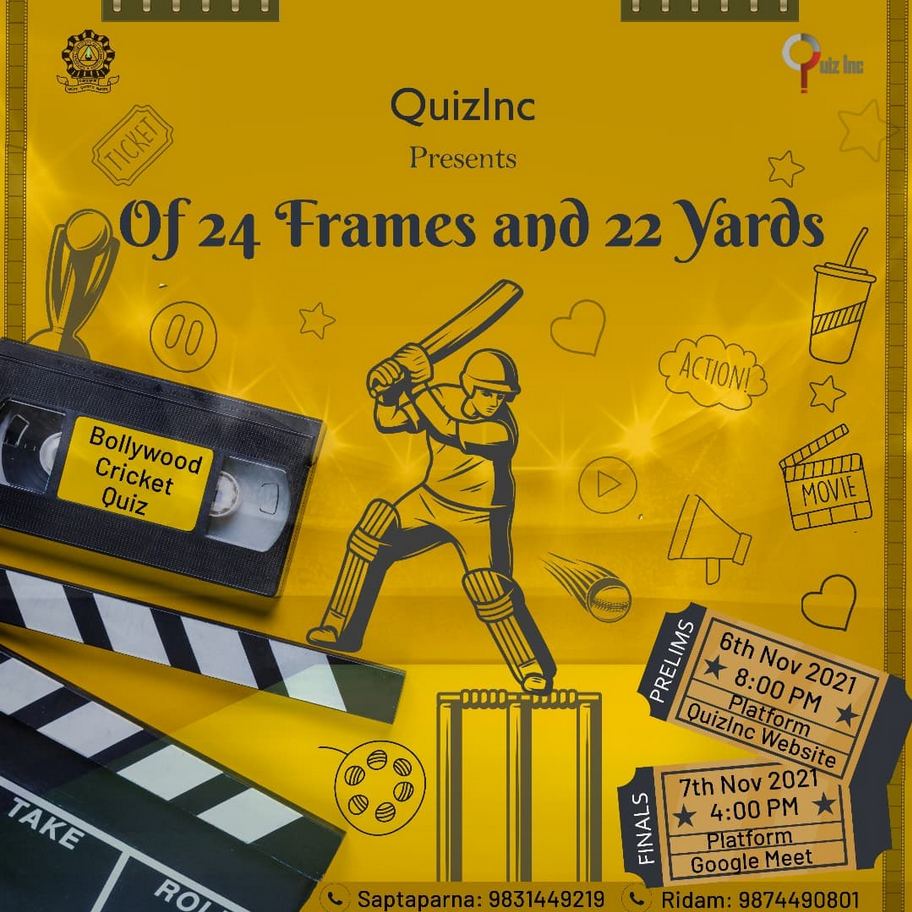 uiz Inc
QuizInc
Presents
TICKET
Of 24 Frames and 22 Yards
ACTION!
Bollywood
Cricket
Quiz
MOVIE
PRELIMS
6th Nov 2021
8:00 PM
Platform
QuizInc Website
FINALS
7th Nov 2021
4:00 PM
Platform
Google Meet
TAKE
ROLL
Saptaparna: 9831449219
Ridam: 9874490801